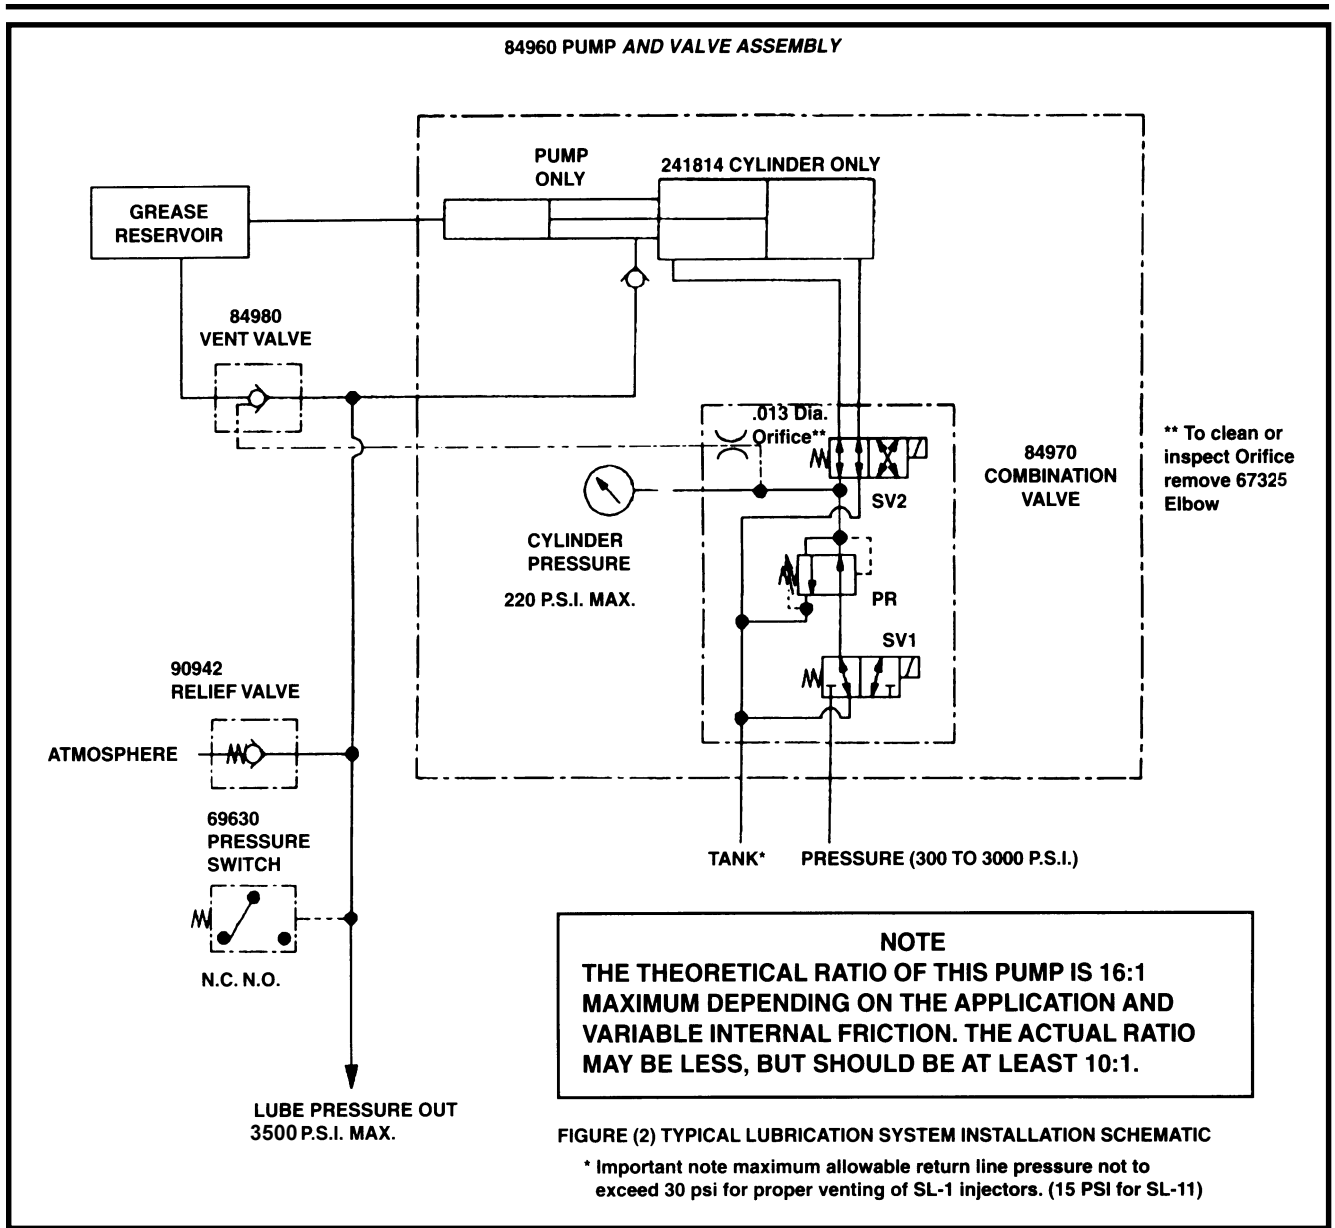 84960 PUMP AND VALVE ASSEMBLY
PUMP
ONLY
241814 CYLINDER ONLY
GREASE
RESERVOIR
84980
VENT VALVE
.013 Dia.
Orifice**
SV2
84970
COMBINATION
VALVE
** To clean or
inspect Orifice
remove 67325
Elbow
CYLINDER
PRESSURE
220 P.S.I. MAX.
PR
SV1
90942
RELIEF VALVE
ATMOSPHERE
69630
PRESSURE
SWITCH
N.C. N.O.
TANK*
PRESSURE (300 TO 3000 P.S.I.)
NOTE
THE THEORETICAL RATIO OF THIS PUMP IS 16:1
MAXIMUM DEPENDING ON THE APPLICATION AND
VARIABLE INTERNAL FRICTION. THE ACTUAL RATIO
MAY BE LESS, BUT SHOULD BE AT LEAST 10:1.
LUBE PRESSURE OUT
3500 P.S.I. MAX.
FIGURE (2) TYPICAL LUBRICATION SYSTEM INSTALLATION SCHEMATIC
* Important note maximum allowable return line pressure not to
exceed 30 psi for proper venting of SL-1 injectors. (15 PSI for SL-11)